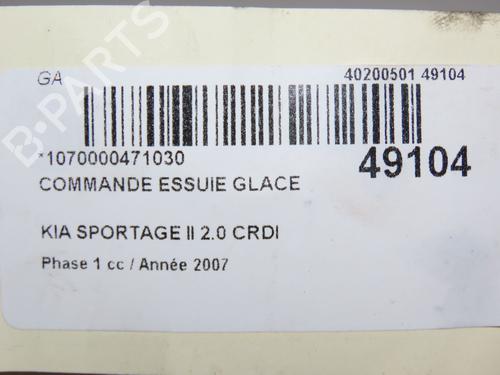 GA 40200501 49104
*1070000471030
49104
COMMANDE ESSUIE GLACE
KIA SPORTAGE II 2.0 CRDI
Phase 1 cc / Année 2007
B-PARTS